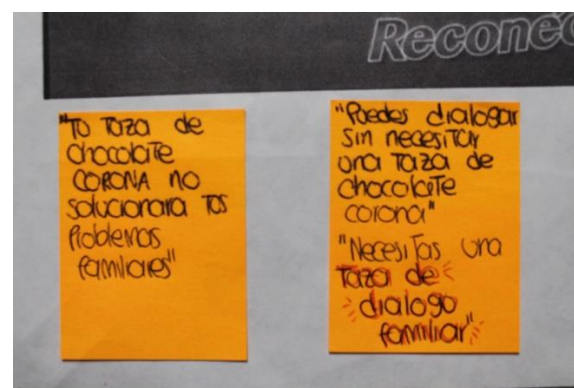 Reconéc
"Tu Taza de
chocolate
CORONA no
solucionara tus
Problemas
familiares"
"Puedes dialogar
sin necesitar
una taza de
chocolate
corona"
"Necesitas una
Taza de
dialogo
familiar"